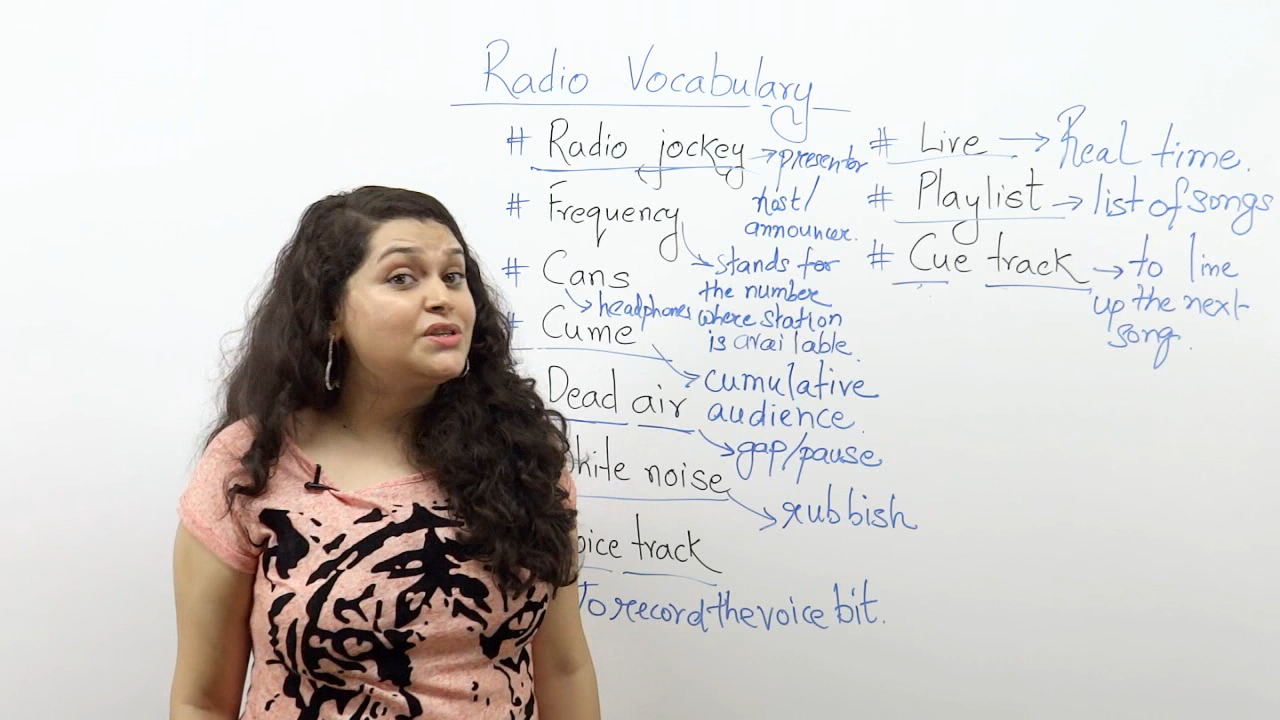 Radio Vocabulary
# Radio jockey → presenter
host/
announcer.
# Frequency
→ stands for
the number
where station
is available.
# Cans
→ headphones
# Cume
→ cumulative
audience.
Dead air
→ gap/pause
hite noise
→ rubbish
oice track
To record the voice bit.
# Live → Real time.
# Playlist → list of songs
# Cue track → to line
up the next
song.